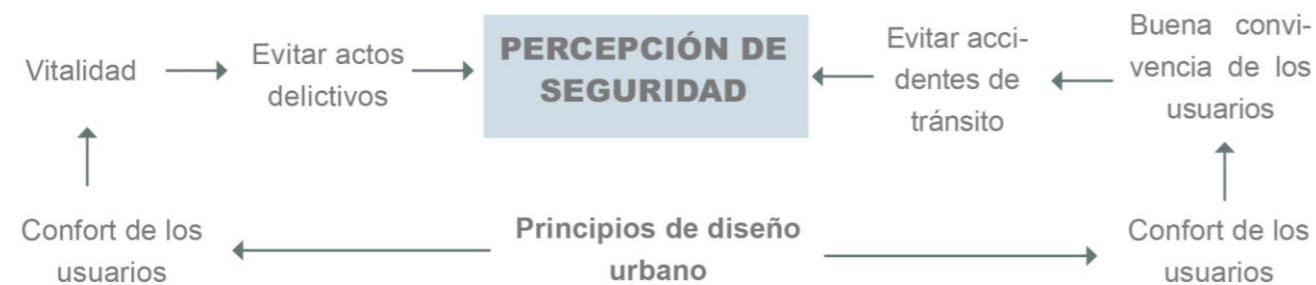 Vitalidad
Evitar actos
delictivos
PERCEPCIÓN DE
SEGURIDAD
Evitar acci-
dentes de
tránsito
Buena convi-
vencia de los
usuarios
Confort de los
usuarios
Principios de diseño
urbano
Confort de los
usuarios